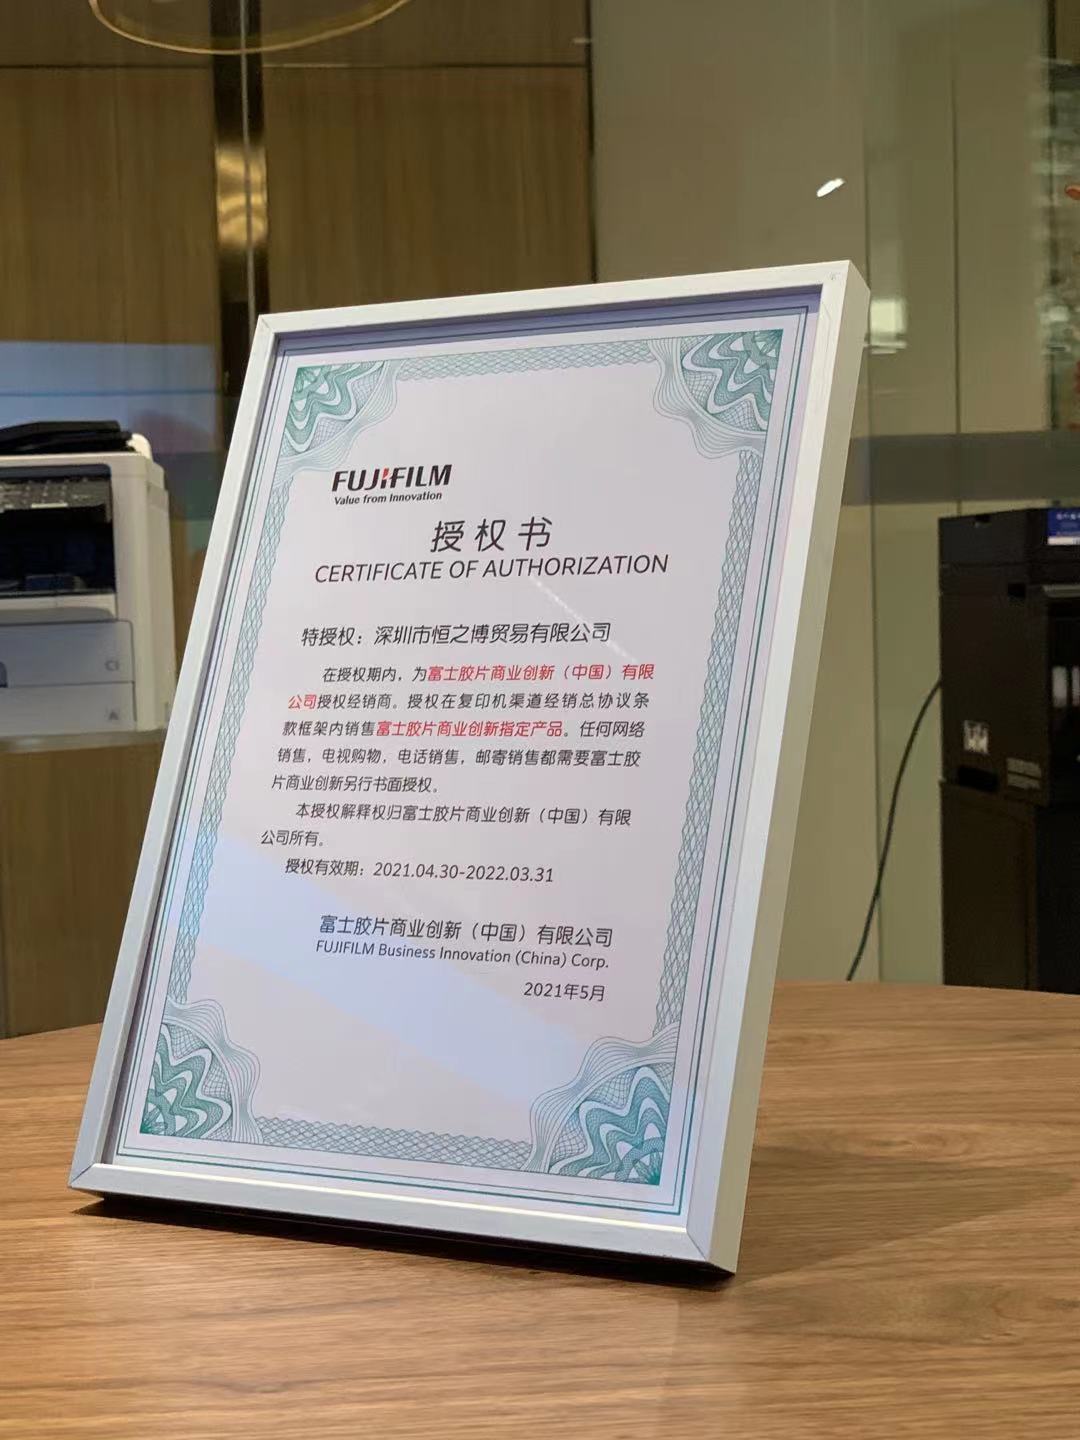 FUJIFILM
Value from Innovation
授权书
CERTIFICATE OF AUTHORIZATION
特授权：深圳市恒之博贸易有限公司
在授权期内，为富士胶片商业创新（中国）有限
公司授权经销商。授权在复印机渠道经销总协议条
款框架内销售富士胶片商业创新指定产品。任何网络
销售，电视购物，电话销售，邮寄销售都需要富士胶
片商业创新另行书面授权。
本授权解释权归富士胶片商业创新（中国）有限
公司所有。
授权有效期：2021.04.30-2022.03.31
富士胶片商业创新（中国）有限公司
FUJIFILM Business Innovation (China) Corp.
2021年5月